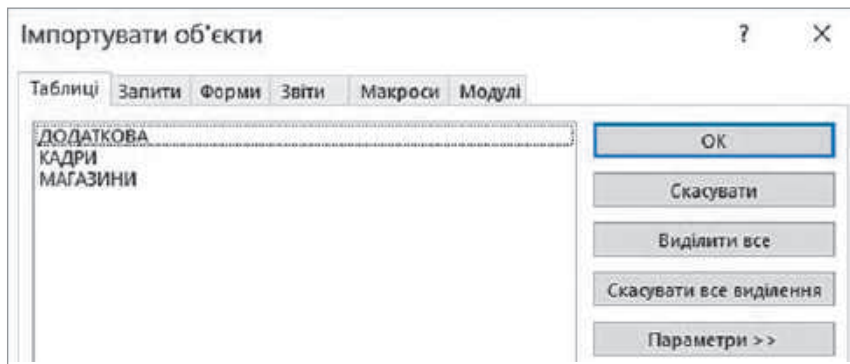 Імпортувати об'єкти ? ✕
Таблиці Запити Форми Звіти Макроси Модулі
ДОДАТКОВА
КАДРИ
МАГАЗИНИ
ОК
Скасувати
Виділити все
Скасувати все виділення
Параметри >>